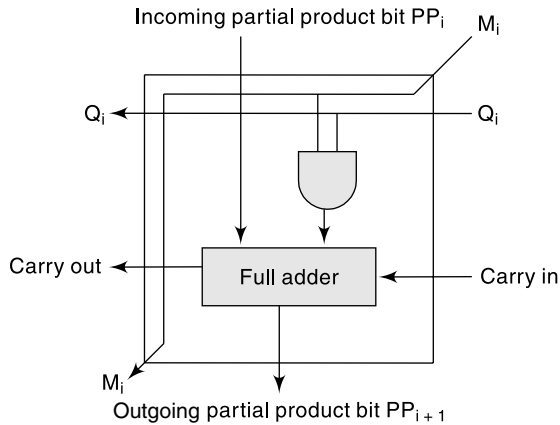 Incoming partial product bit PPi
Mi
Qi
Qi
Carry out
Full adder
Carry in
Mi
Outgoing partial product bit PPi + 1